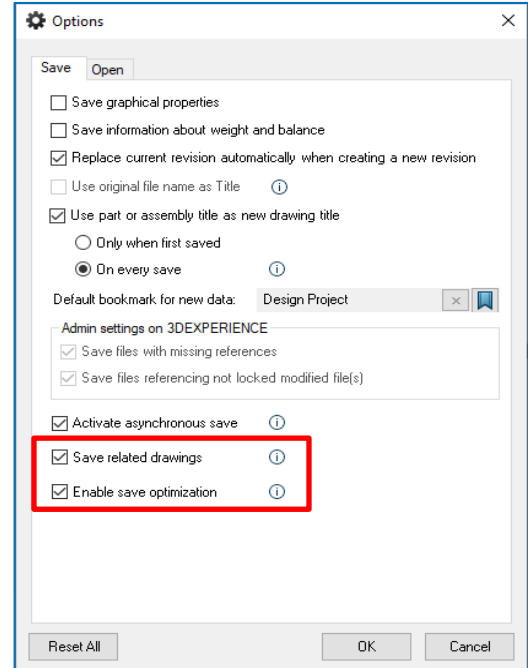 Options
Save Open
Save graphical properties
Save information about weight and balance
Replace current revision automatically when creating a new revision
Use original file name as Title
Use part or assembly title as new drawing title
Only when first saved
On every save
Default bookmark for new data: Design Project
Admin settings on 3DEXPERIENCE
Save files with missing references
Save files referencing not locked modified file(s)
Activate asynchronous save
Save related drawings
Enable save optimization
Reset All OK Cancel